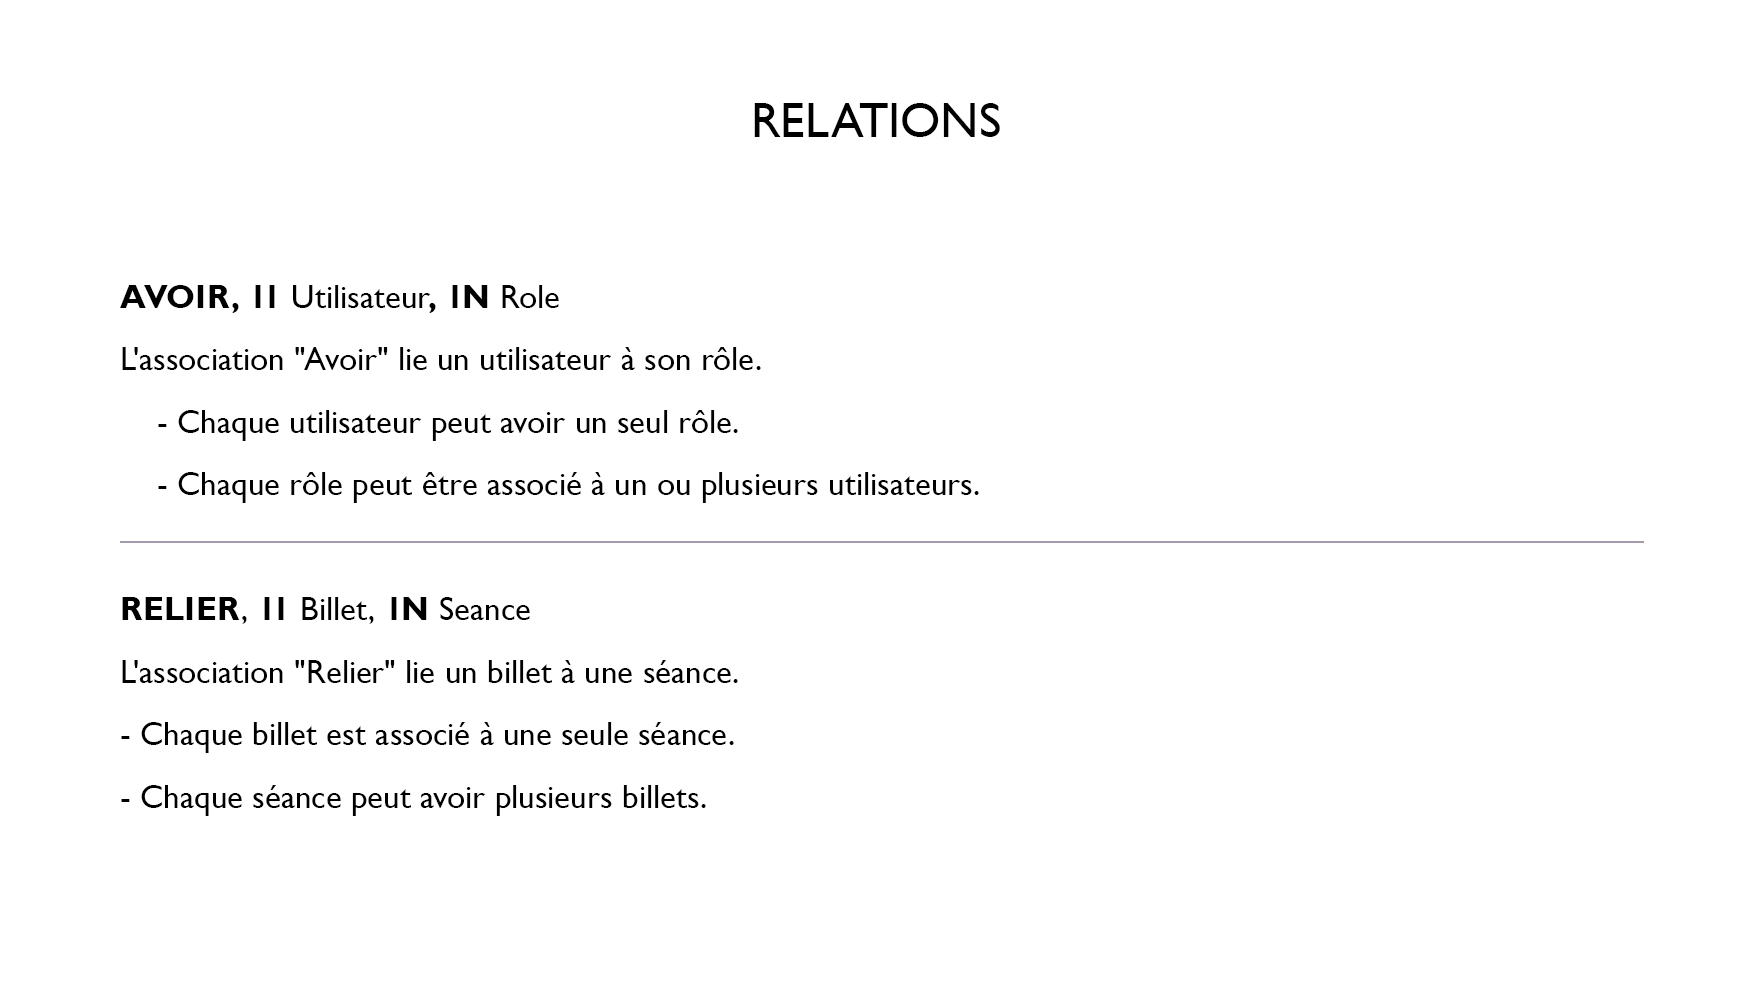 RELATIONS
AVOIR, 11 Utilisateur, 1N Role
L'association "Avoir" lie un utilisateur à son rôle.
- Chaque utilisateur peut avoir un seul rôle.
- Chaque rôle peut être associé à un ou plusieurs utilisateurs.
RELIER, 11 Billet, 1N Seance
L'association "Relier" lie un billet à une séance.
- Chaque billet est associé à une seule séance.
- Chaque séance peut avoir plusieurs billets.